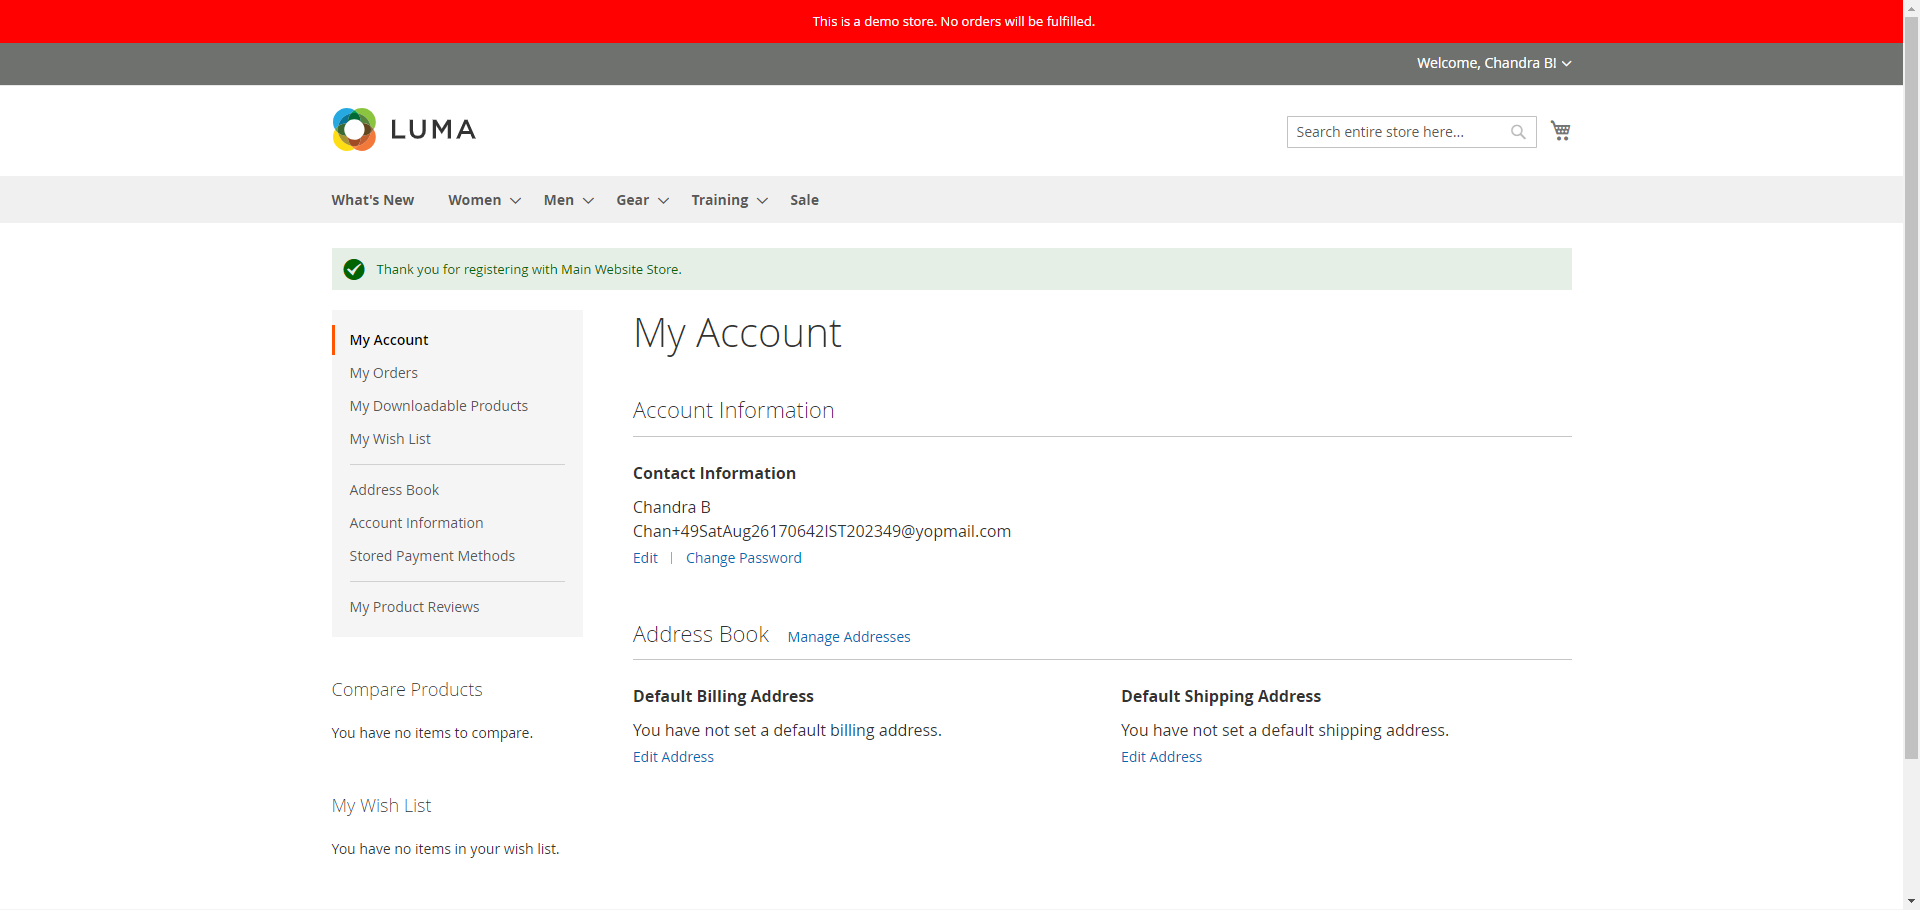 This is a demo store. No orders will be fulfilled.
Welcome, Chandra B!
LUMA
Search entire store here...
What's New Women Men Gear Training Sale
Thank you for registering with Main Website Store.
My Account
My Orders
My Downloadable Products
My Wish List
Address Book
Account Information
Stored Payment Methods
My Product Reviews
Compare Products
You have no items to compare.
My Wish List
You have no items in your wish list.
My Account
Account Information
Contact Information
Chandra B
Chan+49SatAug26170642IST202349@yopmail.com
Edit | Change Password
Address Book Manage Addresses
Default Billing Address
You have not set a default billing address.
Edit Address
Default Shipping Address
You have not set a default shipping address.
Edit Address